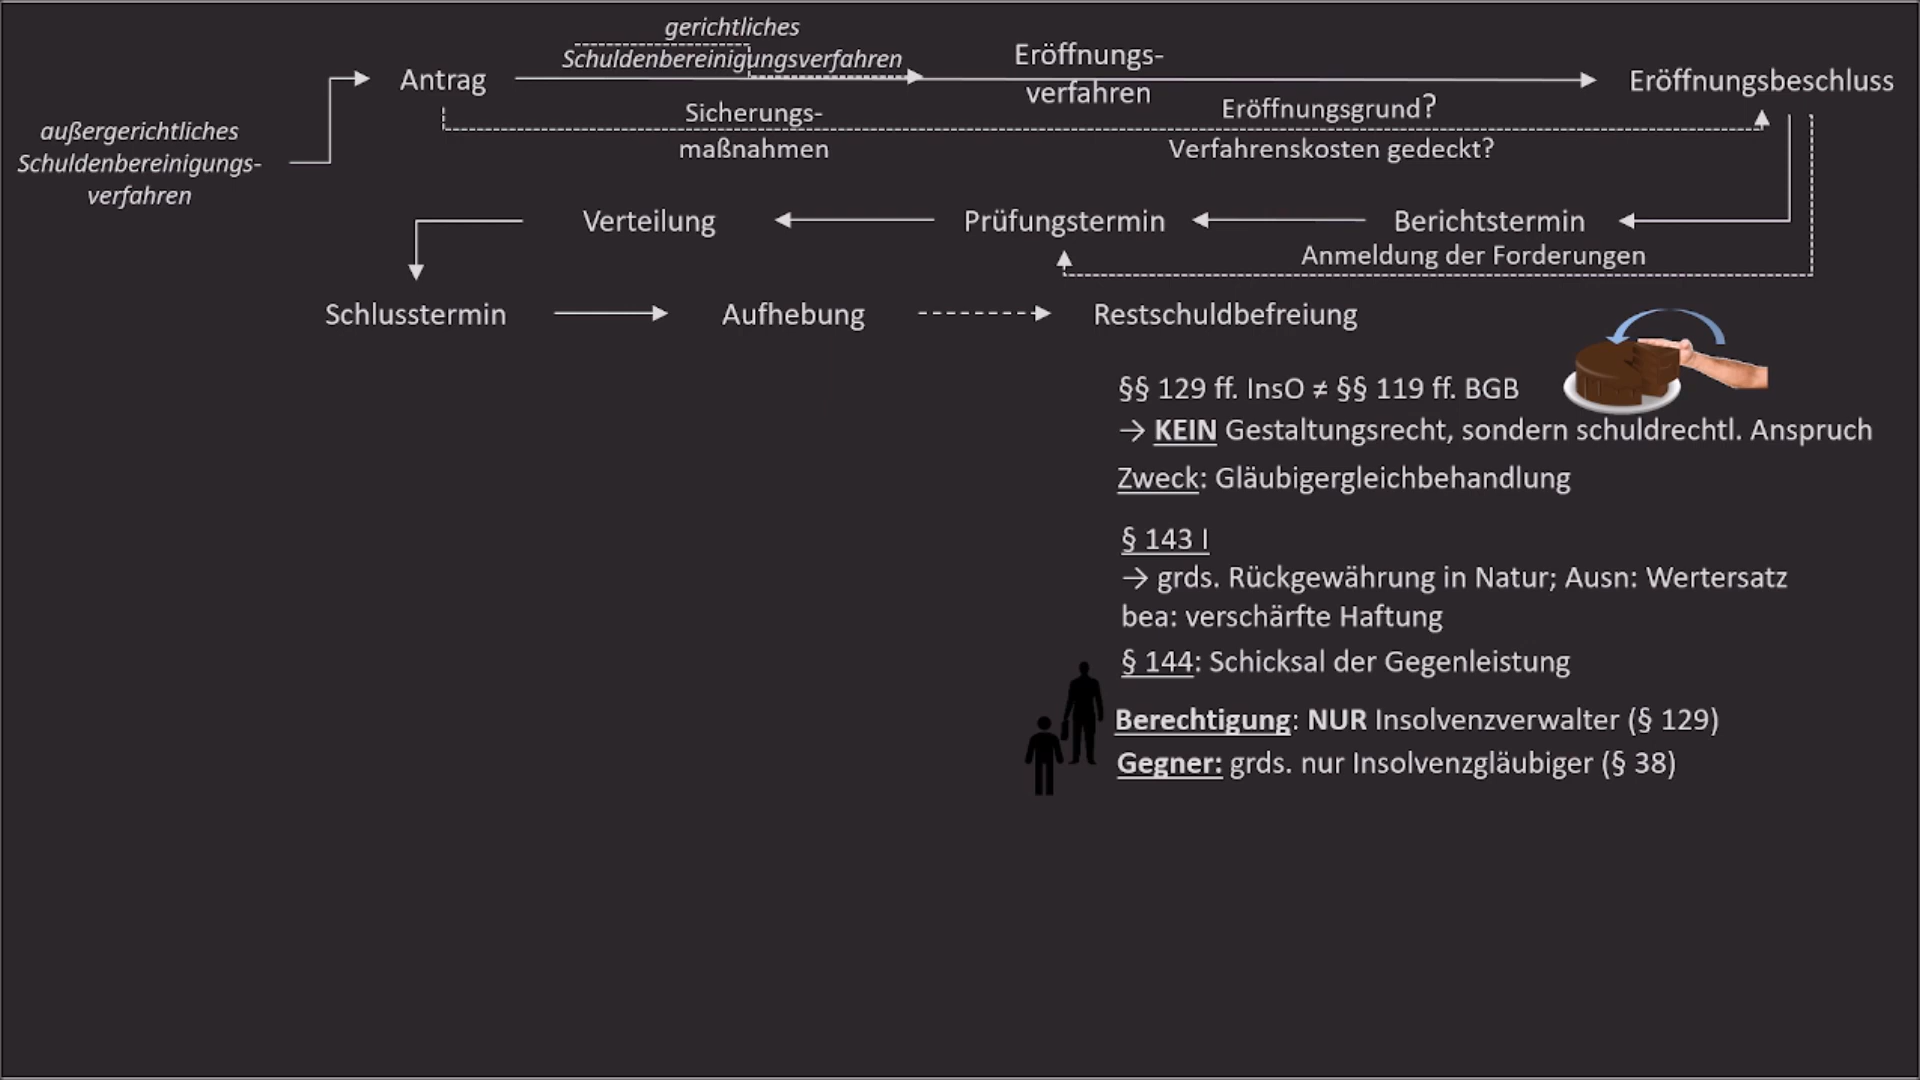 gerichtliches
Schuldenbereinigungsverfahren
Eröffnungs-
verfahren
Antrag
Eröffnungsbeschluss
außergerichtliches
Schuldenbereinigungs-
verfahren
Sicherungs-
maßnahmen
Eröffnungsgrund?
Verfahrenskosten gedeckt?
Verteilung
Prüfungstermin
Berichtstermin
Anmeldung der Forderungen
Schlusstermin
Aufhebung
Restschuldbefreiung
§§ 129 ff. InsO ≠ §§ 119 ff. BGB
→ KEIN Gestaltungsrecht, sondern schuldrechtl. Anspruch
Zweck: Gläubigergleichbehandlung
§ 143 I
→ grds. Rückgewährung in Natur; Ausn: Wertersatz
bea: verschärfte Haftung
§ 144: Schicksal der Gegenleistung
Berechtigung: NUR Insolvenzverwalter (§ 129)
Gegner: grds. nur Insolvenzgläubiger (§ 38)